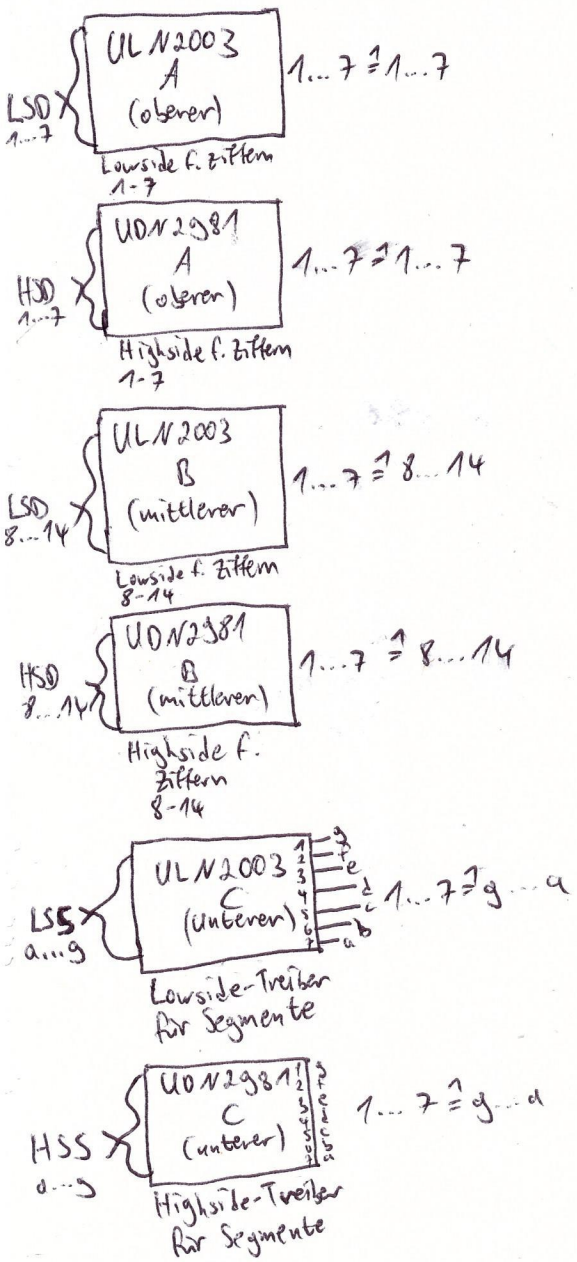 ULN2003
A
(oberer)
LSD
1...7
1...7 ≙ 1...7
Lowside f. Ziffern
1-7
UDN2981
A
(oberer)
HSD
1...7
1...7 ≙ 1...7
Highside f. Ziffern
1-7
ULN2003
B
(mittlerer)
LSD
8...14
1...7 ≙ 8...14
Lowside f. Ziffern
8-14
UDN2981
B
(mittlerer)
HSD
8...14
1...7 ≙ 8...14
Highside f.
Ziffern
8-14
ULN2003
C
(unterer)
LSS
a...g
1 g
2 f
3 e
4 d
5 c
6 b
7 a
1...7 ≙ g...a
Lowside-Treiber
für Segmente
UDN2981
C
(unterer)
HSS
a...g
1 g
2 f
3 e
4 d
5 c
6 b
7 a
1...7 ≙ g...a
Highside-Treiber
für Segmente